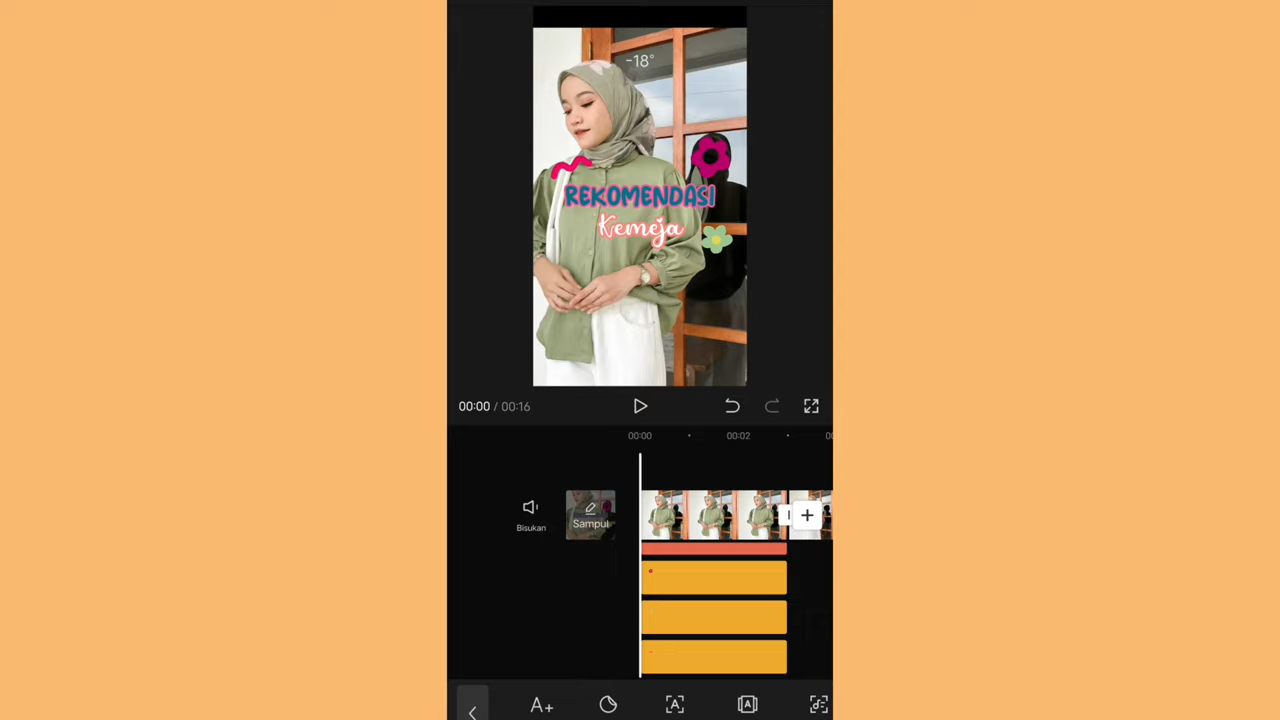 -18°
REKOMENDASI
Kemeja
00:00 / 00:16
00:00 00:02
Bisukan
Sampul
A+
A
A